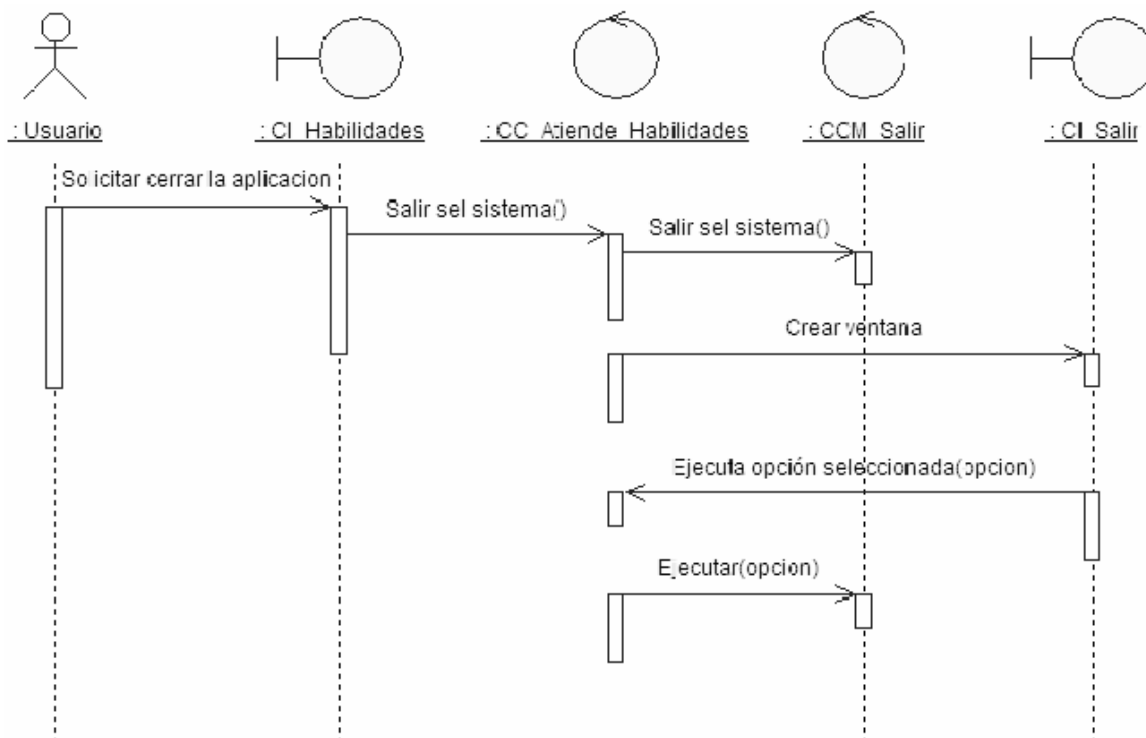 : Usuario
: CI_Habilidades
: CC_Atiende_Habilidades
: CCM_Salir
: CI_Salir
Solicitar cerrar la aplicacion
Salir sel sistema()
Salir sel sistema()
Crear ventana
Ejecuta opción seleccionada(opcion)
Ejecutar(opcion)